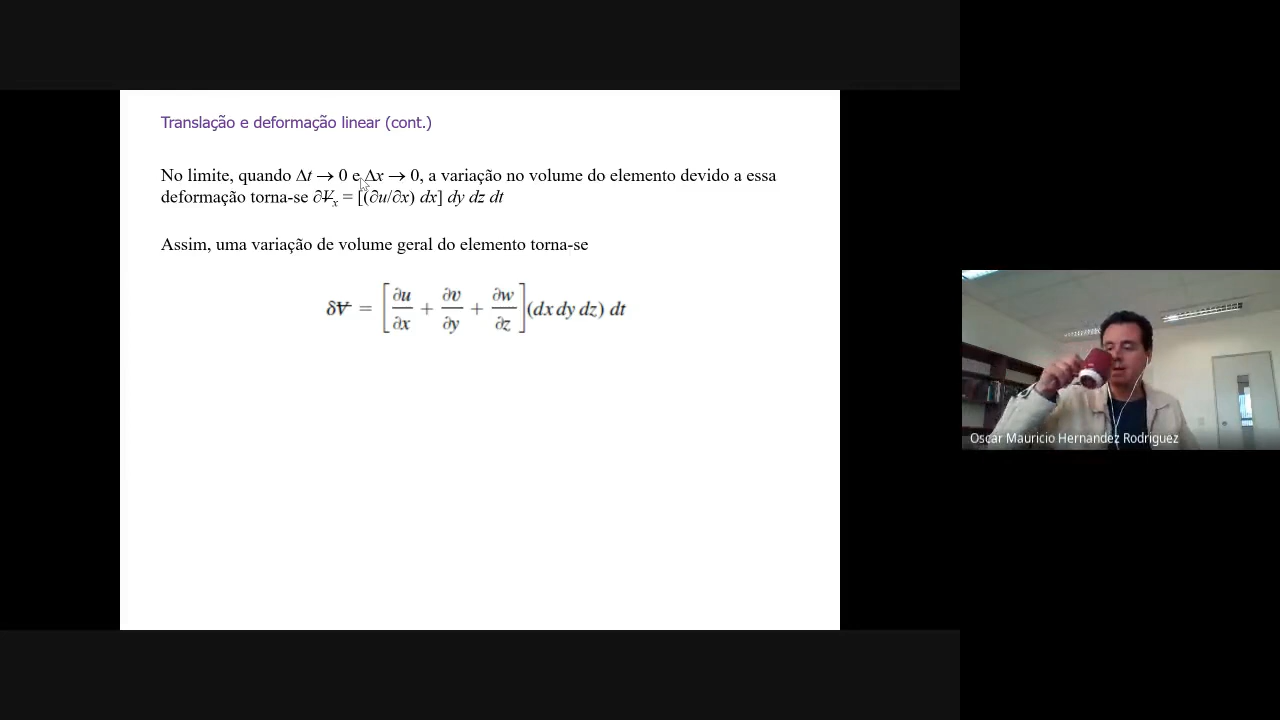 Translação e deformação linear (cont.)
No limite, quando Δt → 0 e Δx → 0, a variação no volume do elemento devido a essa
deformação torna-se ∂V̶ₓ = [(∂u/∂x) dx] dy dz dt
Assim, uma variação de volume geral do elemento torna-se
δV̶ = [∂u/∂x + ∂v/∂y + ∂w/∂z](dx dy dz) dt
Oscar Mauricio Hernandez Rodriguez